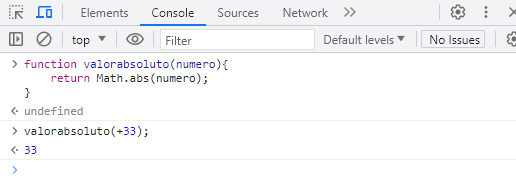 Elements Console Sources Network »
top ▾ Filter Default levels ▾ No Issues
> function valorabsoluto(numero){
return Math.abs(numero);
}
undefined
> valorabsoluto(+33);
33
>